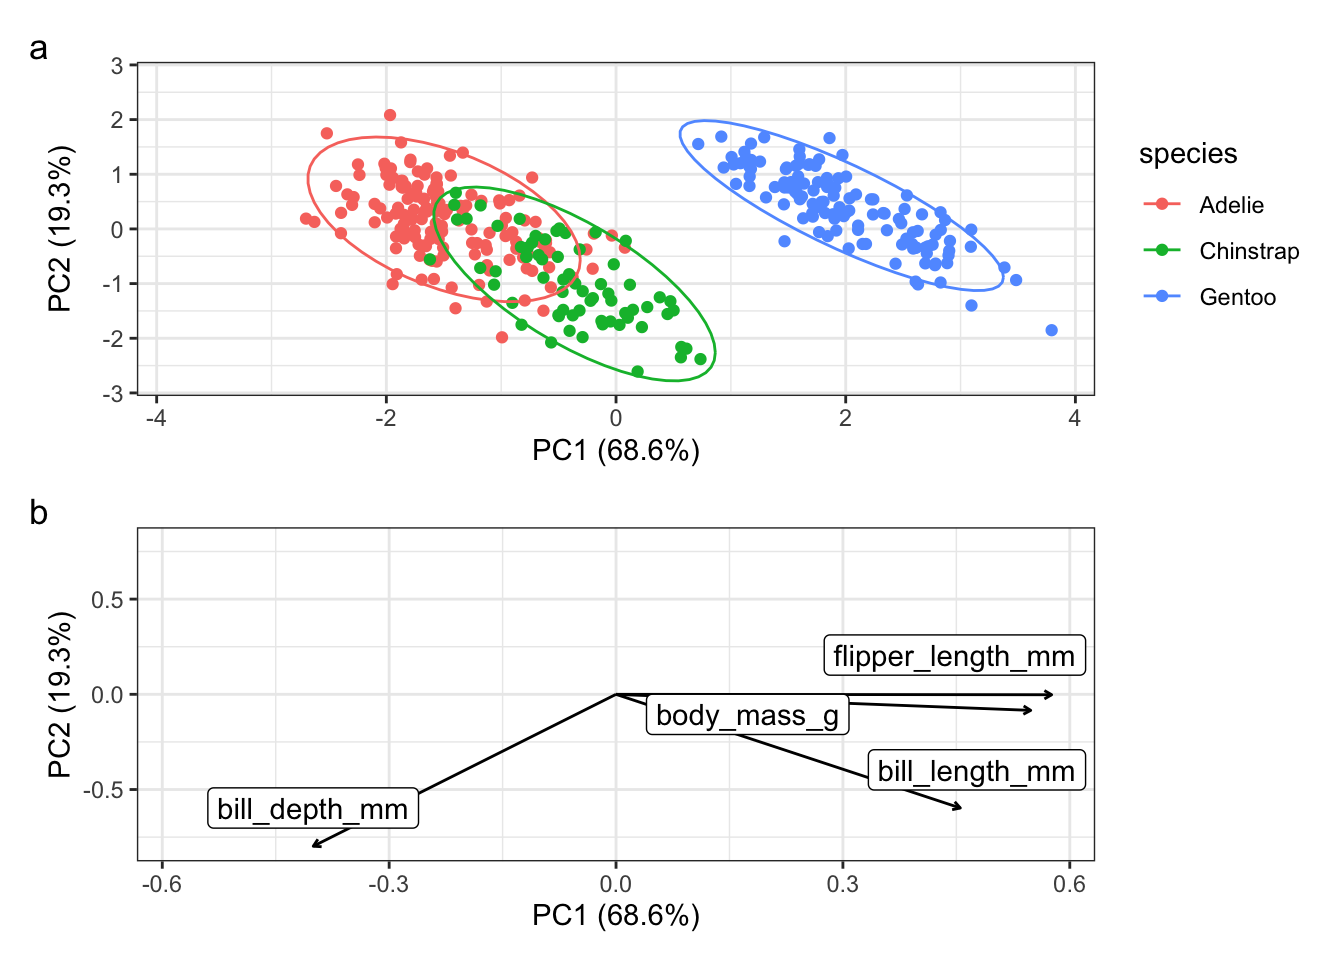 a
3
2
1
0
-1
-2
-3
PC2 (19.3%)
-4
-2
0
2
4
PC1 (68.6%)
species
Adelie
Chinstrap
Gentoo
b
0.5
0.0
-0.5
PC2 (19.3%)
flipper_length_mm
body_mass_g
bill_length_mm
bill_depth_mm
-0.6
-0.3
0.0
0.3
0.6
PC1 (68.6%)